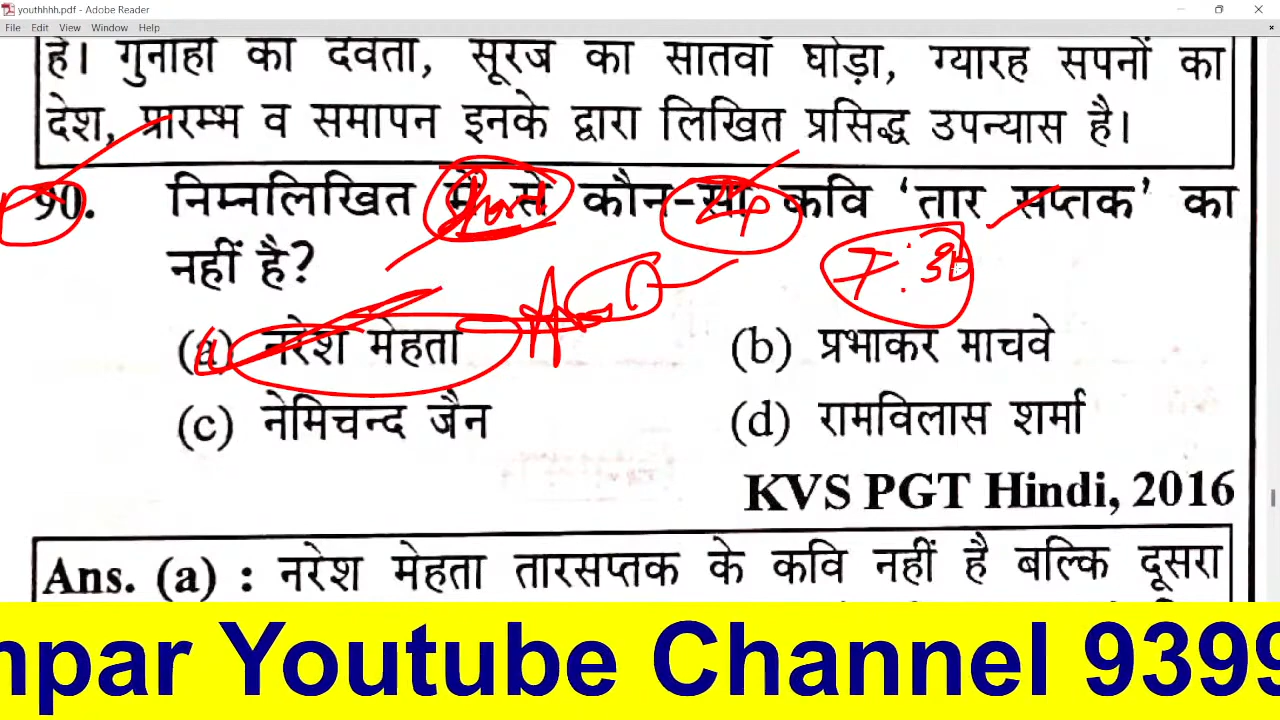 youthhhh.pdf - Adobe Reader
File Edit View Window Help
है। गुनाहों का देवता, सूरज का सातवाँ घोड़ा, ग्यारह सपनों का
देश, प्रारम्भ व समापन इनके द्वारा लिखित प्रसिद्ध उपन्यास है।
90. निम्नलिखित में से कौन-सा कवि ‘तार सप्तक’ का
नहीं है?
7:30
(a) नरेश मेहता
(b) प्रभाकर माचवे
(c) नेमिचन्द जैन
(d) रामविलास शर्मा
KVS PGT Hindi, 2016
Ans. (a) : नरेश मेहता तारसप्तक के कवि नहीं है बल्कि दूसरा
mpar Youtube Channel 9399